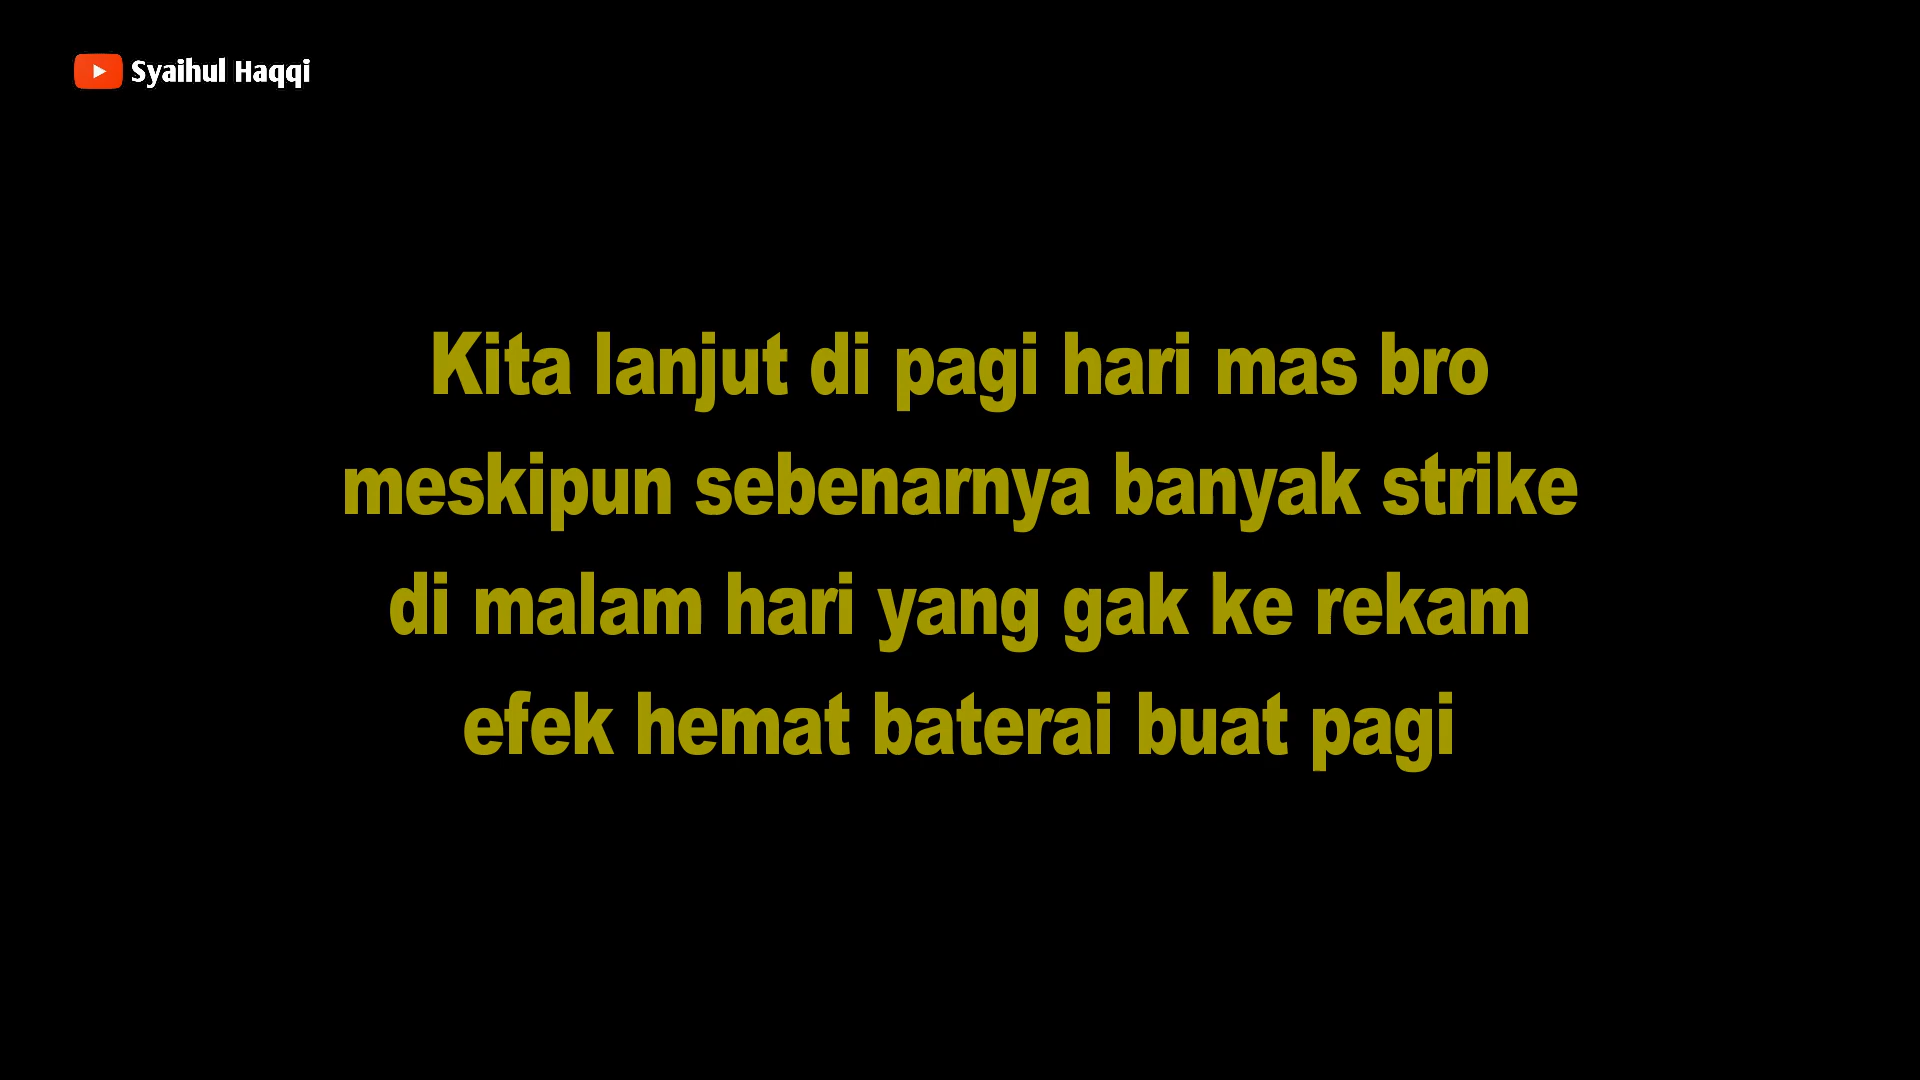 Syaihul Haqqi
Kita lanjut di pagi hari mas bro
meskipun sebenarnya banyak strike
di malam hari yang gak ke rekam
efek hemat baterai buat pagi